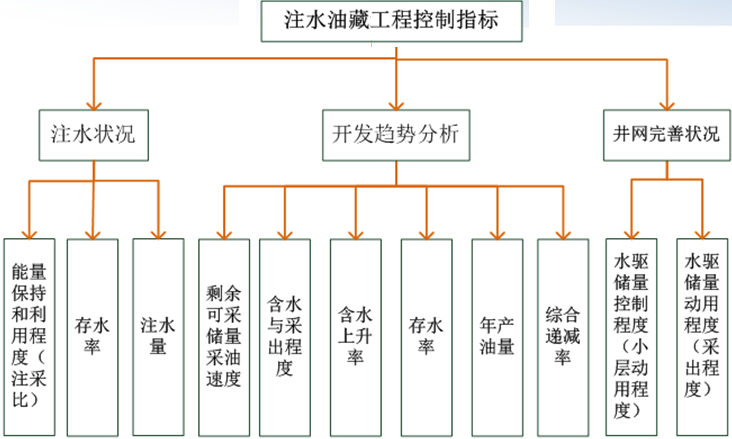 注水油藏工程控制指标
注水状况
开发趋势分析
井网完善状况
能量
保持
和利
用程
度（
注采
比）
存水
率
注水
量
剩余
可采
储量
采油
速度
含水
与采
出程
度
含水
上升
率
存水
率
年产
油量
综合
递减
率
水驱
储量
控制
程度
（小
层动
用程
度）
水驱
储量
动用
程度
（采
出程
度）